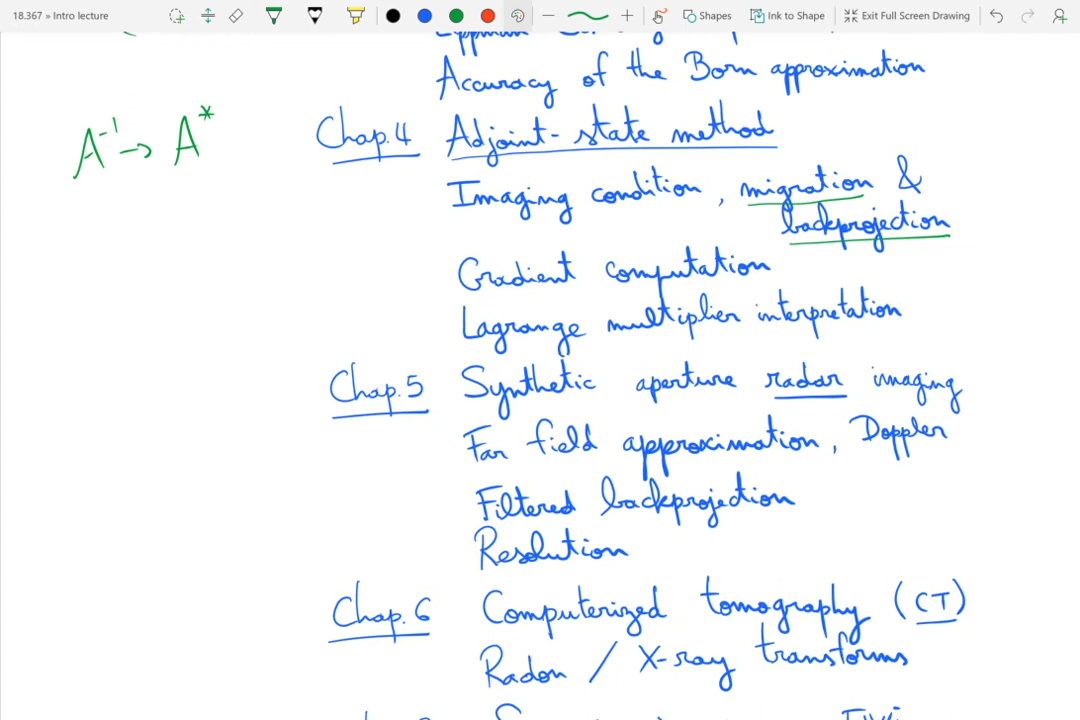 18.367 » Intro lecture
Shapes
Ink to Shape
Exit Full Screen Drawing
Accuracy of the Born approximation
A⁻¹ → A*
Chap. 4 Adjoint-state method
Imaging condition, migration &
backprojection
Gradient computation
Lagrange multiplier interpretation
Chap. 5 Synthetic aperture radar imaging
Far field approximation, Doppler
Filtered backprojection
Resolution
Chap. 6 Computerized tomography (CT)
Radon / X-ray transforms